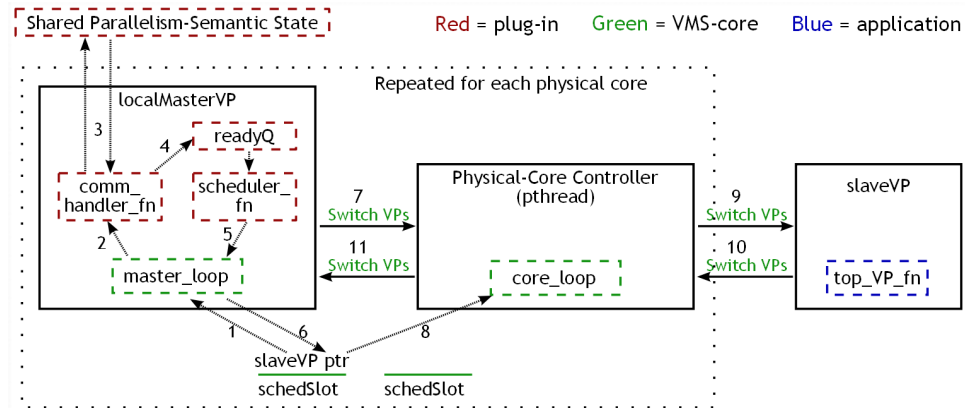 Shared Parallelism-Semantic State
Red = plug-in Green = VMS-core Blue = application
Repeated for each physical core
localMasterVP
3
4
readyQ
comm_
handler_fn
scheduler_
fn
2
5
master_loop
7
Switch VPs
11
Switch VPs
Physical-Core Controller
(pthread)
core_loop
9
Switch VPs
10
Switch VPs
slaveVP
top_VP_fn
1
6
8
slaveVP ptr
schedSlot
schedSlot